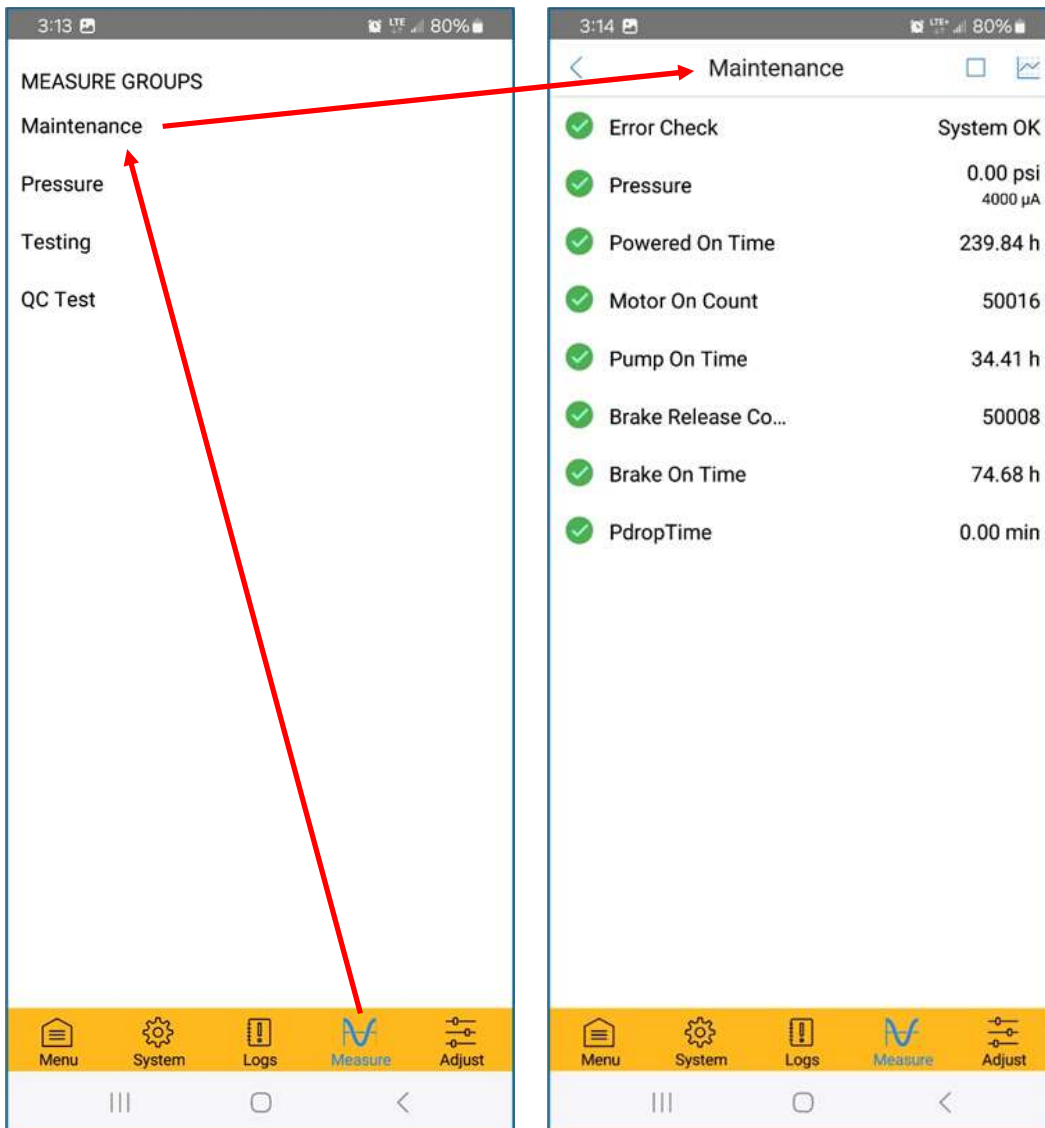 3:13
LTE 80%
MEASURE GROUPS
Maintenance
Pressure
Testing
QC Test
Menu System Logs Measure Adjust
3:14
LTE+ 80%
Maintenance
Error Check System OK
Pressure 0.00 psi
4000 µA
Powered On Time 239.84 h
Motor On Count 50016
Pump On Time 34.41 h
Brake Release Co... 50008
Brake On Time 74.68 h
PdropTime 0.00 min
Menu System Logs Measure Adjust